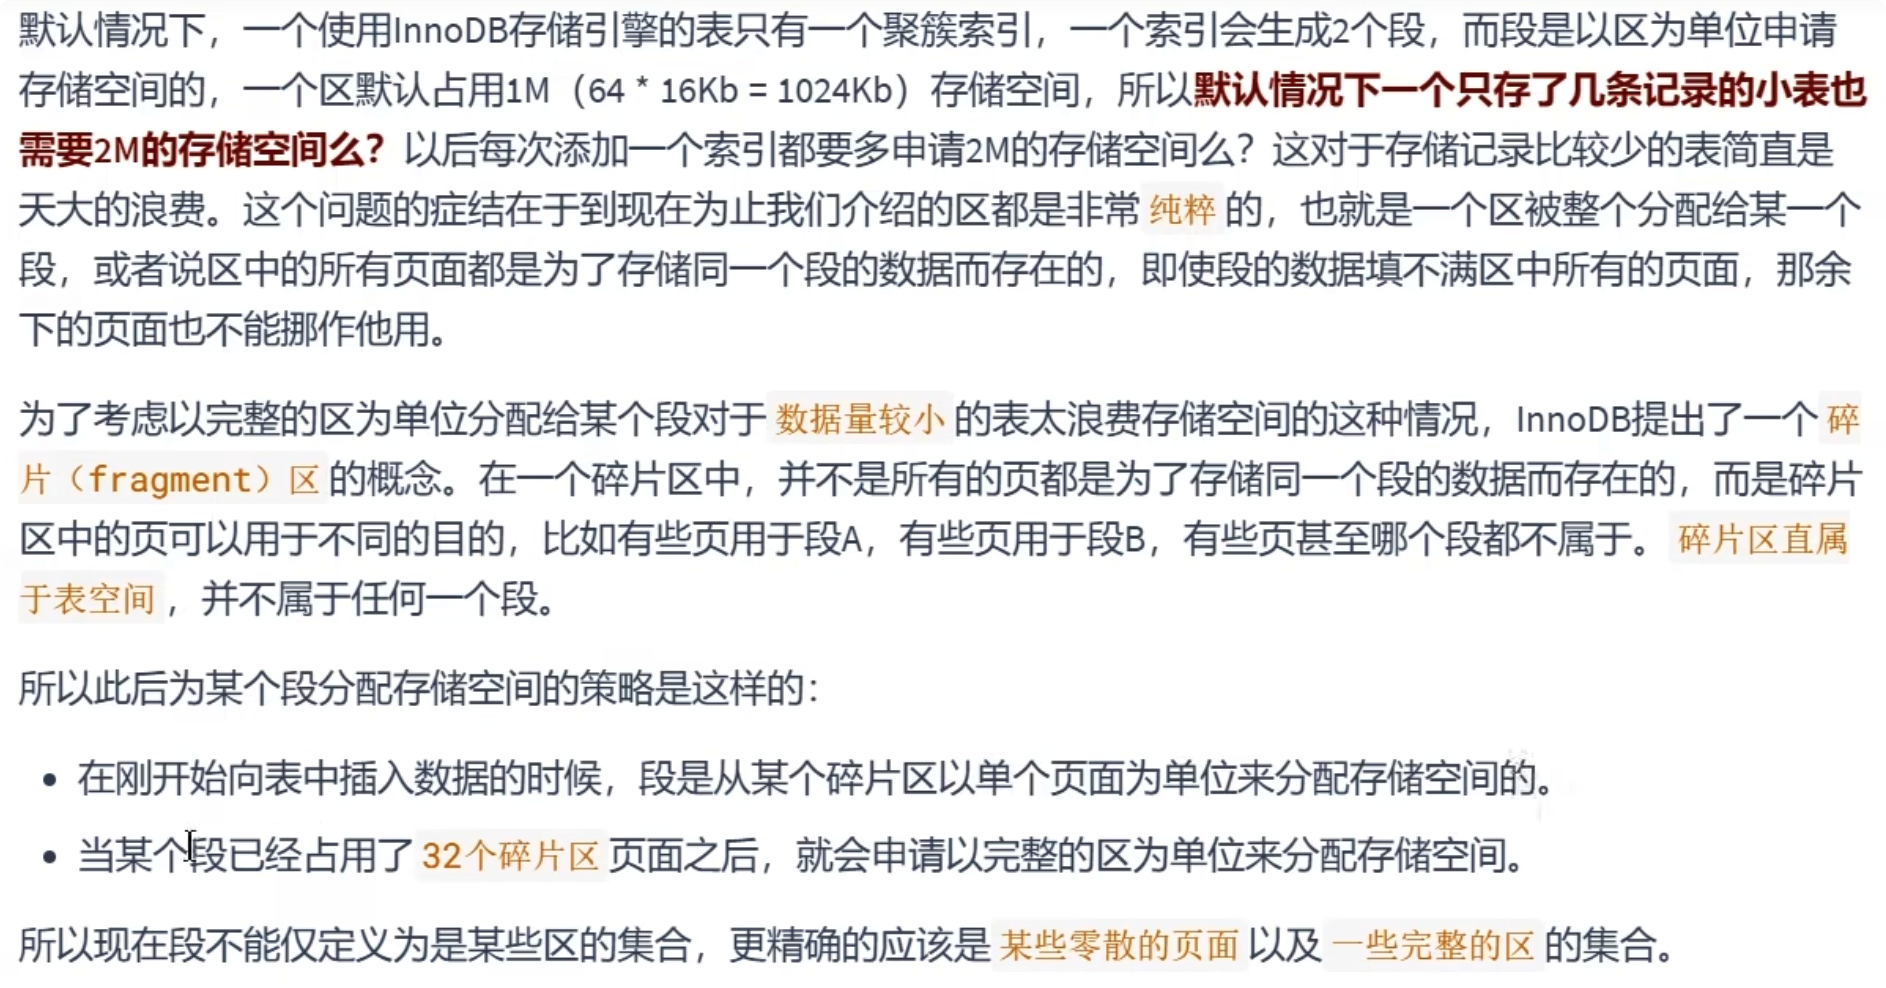 默认情况下，一个使用InnoDB存储引擎的表只有一个聚簇索引，一个索引会生成2个段，而段是以区为单位申请
存储空间的，一个区默认占用1M（64 * 16Kb = 1024Kb）存储空间，所以默认情况下一个只存了几条记录的小表也
需要2M的存储空间么？以后每次添加一个索引都要多申请2M的存储空间么？这对于存储记录比较少的表简直是
天大的浪费。这个问题的症结在于到现在为止我们介绍的区都是非常 纯粹 的，也就是一个区被整个分配给某一个
段，或者说区中的所有页面都是为了存储同一个段的数据而存在的，即使段的数据填不满区中所有的页面，那余
下的页面也不能挪作他用。
为了考虑以完整的区为单位分配给某个段对于 数据量较小 的表太浪费存储空间的这种情况，InnoDB提出了一个 碎
片（fragment）区 的概念。在一个碎片区中，并不是所有的页都是为了存储同一个段的数据而存在的，而是碎片
区中的页可以用于不同的目的，比如有些页用于段A，有些页用于段B，有些页甚至哪个段都不属于。 碎片区直属
于表空间 ，并不属于任何一个段。
所以此后为某个段分配存储空间的策略是这样的：
• 在刚开始向表中插入数据的时候，段是从某个碎片区以单个页面为单位来分配存储空间的。
• 当某个段已经占用了 32个碎片区 页面之后，就会申请以完整的区为单位来分配存储空间。
所以现在段不能仅定义为是某些区的集合，更精确的应该是 某些零散的页面 以及 一些完整的区 的集合。